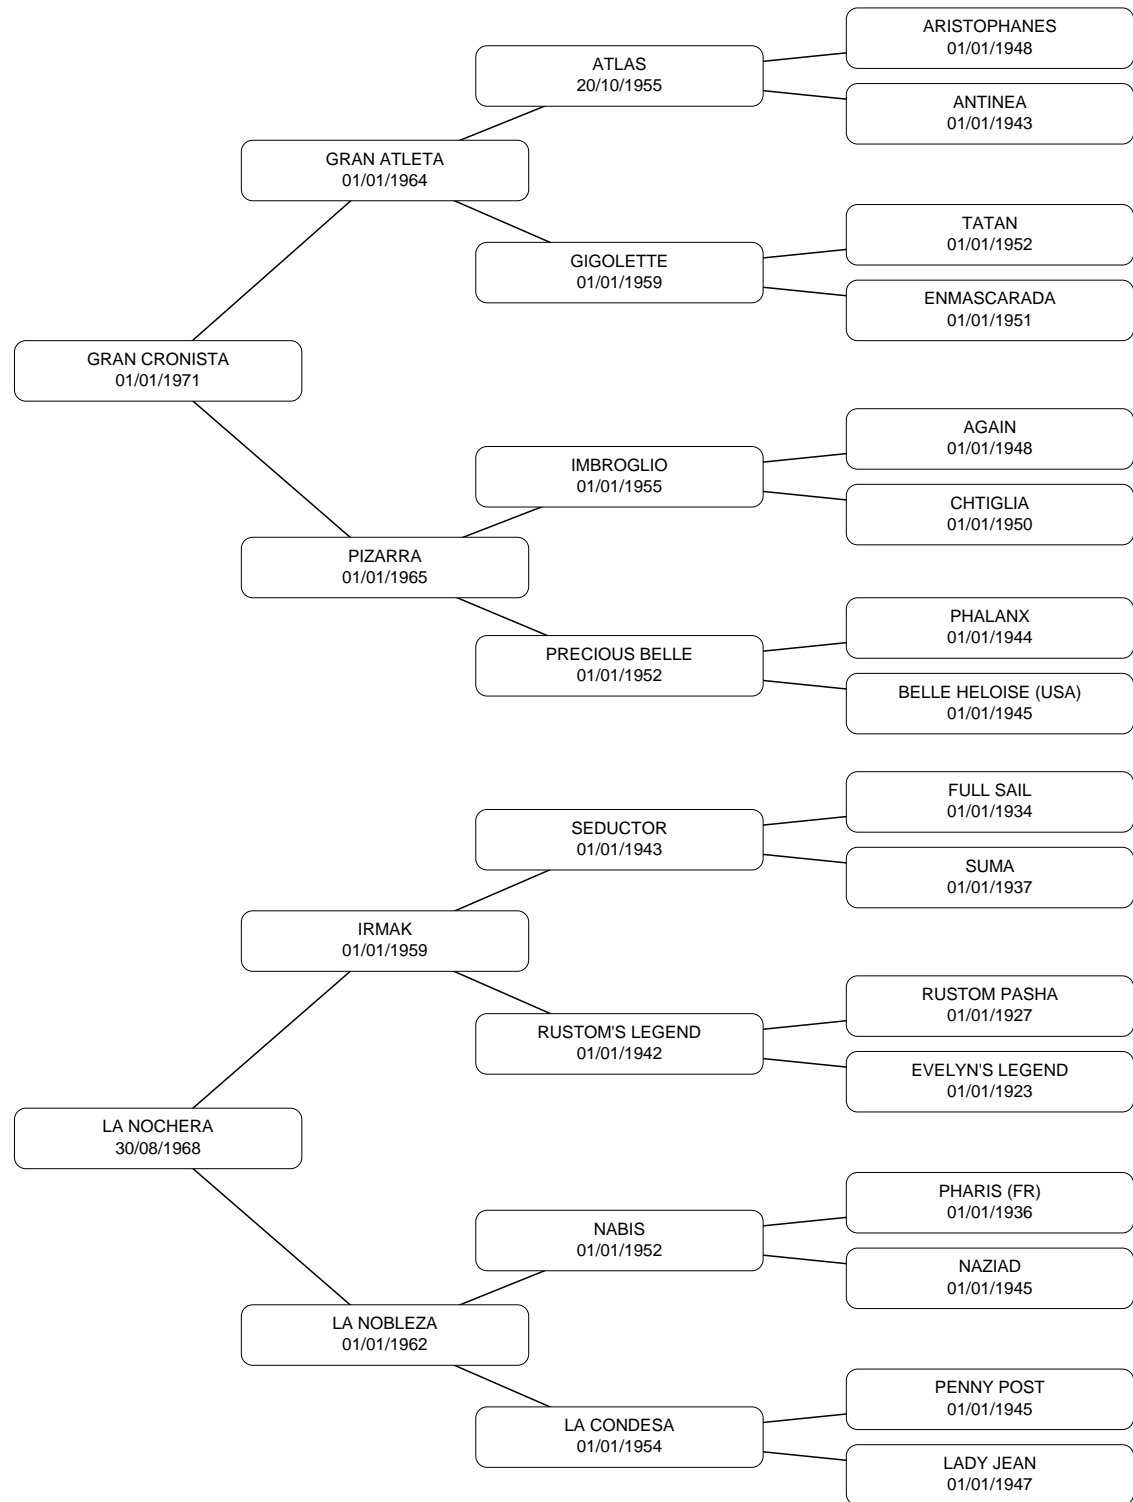 ARISTOPHANES
01/01/1948
ATLAS
20/10/1955
ANTINEA
01/01/1943
GRAN ATLETA
01/01/1964
TATAN
01/01/1952
GIGOLETTE
01/01/1959
ENMASCARADA
01/01/1951
GRAN CRONISTA
01/01/1971
AGAIN
01/01/1948
IMBROGLIO
01/01/1955
CHTIGLIA
01/01/1950
PIZARRA
01/01/1965
PHALANX
01/01/1944
PRECIOUS BELLE
01/01/1952
BELLE HELOISE (USA)
01/01/1945
FULL SAIL
01/01/1934
SEDUCTOR
01/01/1943
SUMA
01/01/1937
IRMAK
01/01/1959
RUSTOM PASHA
01/01/1927
RUSTOM'S LEGEND
01/01/1942
EVELYN'S LEGEND
01/01/1923
LA NOCHERA
30/08/1968
PHARIS (FR)
01/01/1936
NABIS
01/01/1952
NAZIAD
01/01/1945
LA NOBLEZA
01/01/1962
PENNY POST
01/01/1945
LA CONDESA
01/01/1954
LADY JEAN
01/01/1947